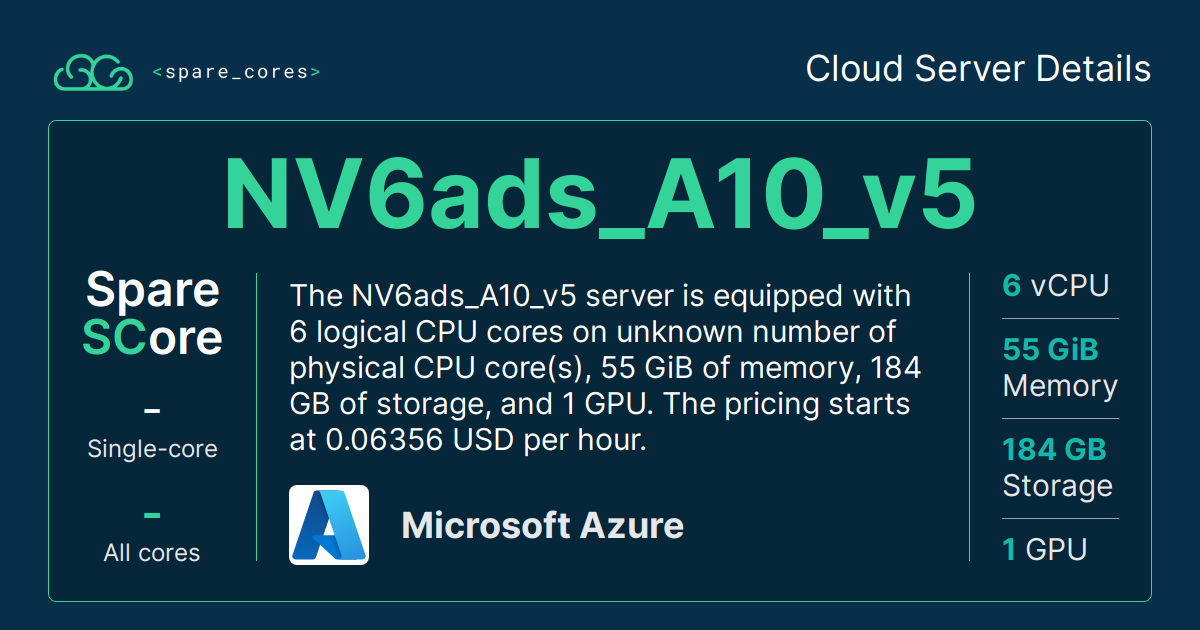 <spare_cores>
Cloud Server Details
NV6ads_A10_v5
Spare
SCore
–
Single-core
–
All cores
The NV6ads_A10_v5 server is equipped with
6 logical CPU cores on unknown number of
physical CPU core(s), 55 GiB of memory, 184
GB of storage, and 1 GPU. The pricing starts
at 0.06356 USD per hour.
Microsoft Azure
6 vCPU
55 GiB
Memory
184 GB
Storage
1 GPU